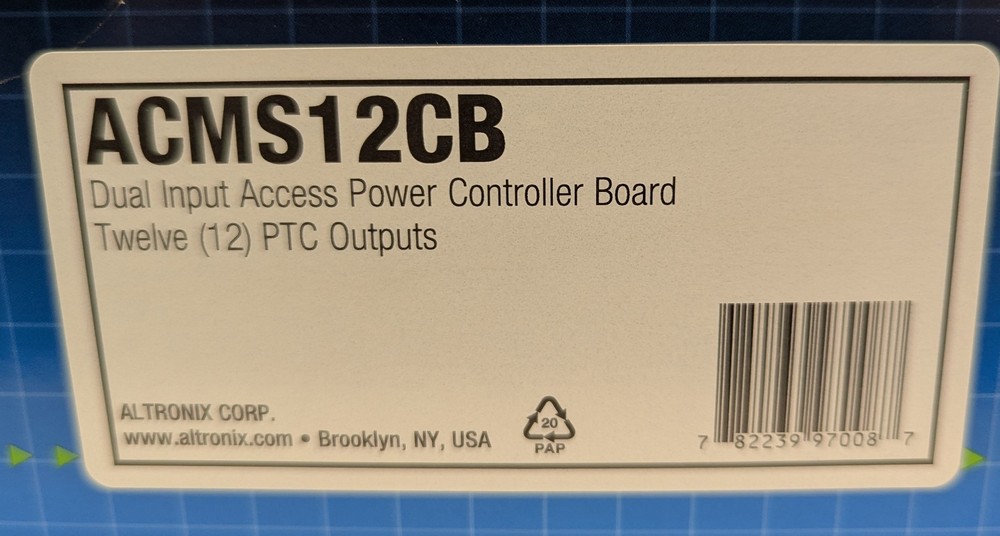 ACMS12CB
Dual Input Access Power Controller Board
Twelve (12) PTC Outputs
ALTRONIX CORP.
www.altronix.com • Brooklyn, NY, USA
20
PAP
7 82239 97008 7